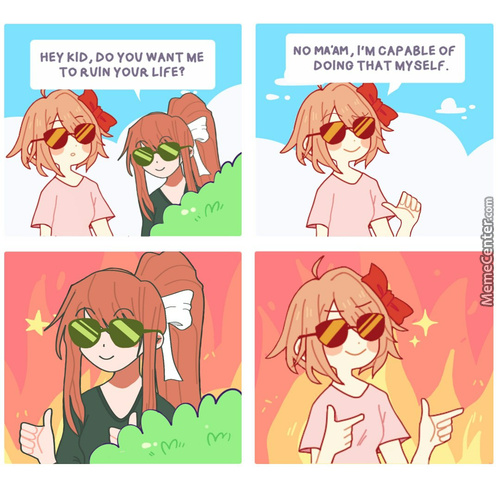 HEY KID, DO YOU WANT ME
TO RUIN YOUR LIFE?
NO MA'AM, I'M CAPABLE OF
DOING THAT MYSELF.
MemeCenter.com